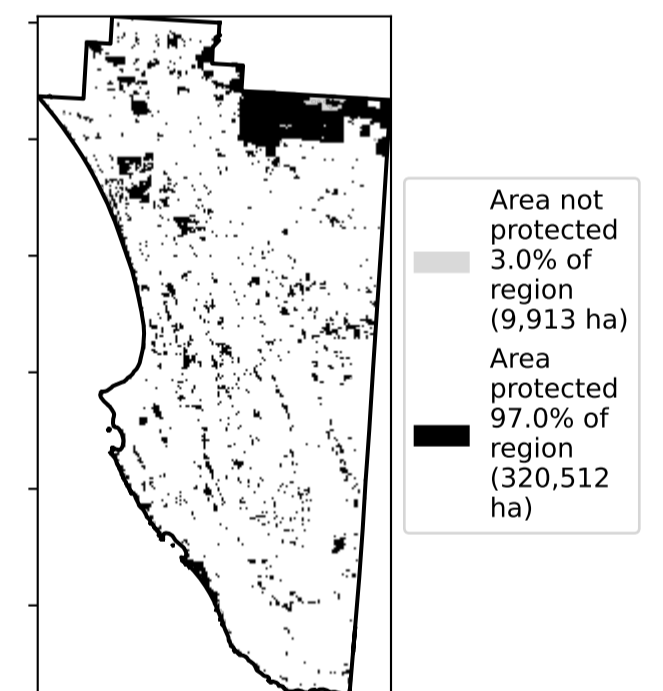 Area not
protected
3.0% of
region
(9,913 ha)
Area
protected
97.0% of
region
(320,512
ha)